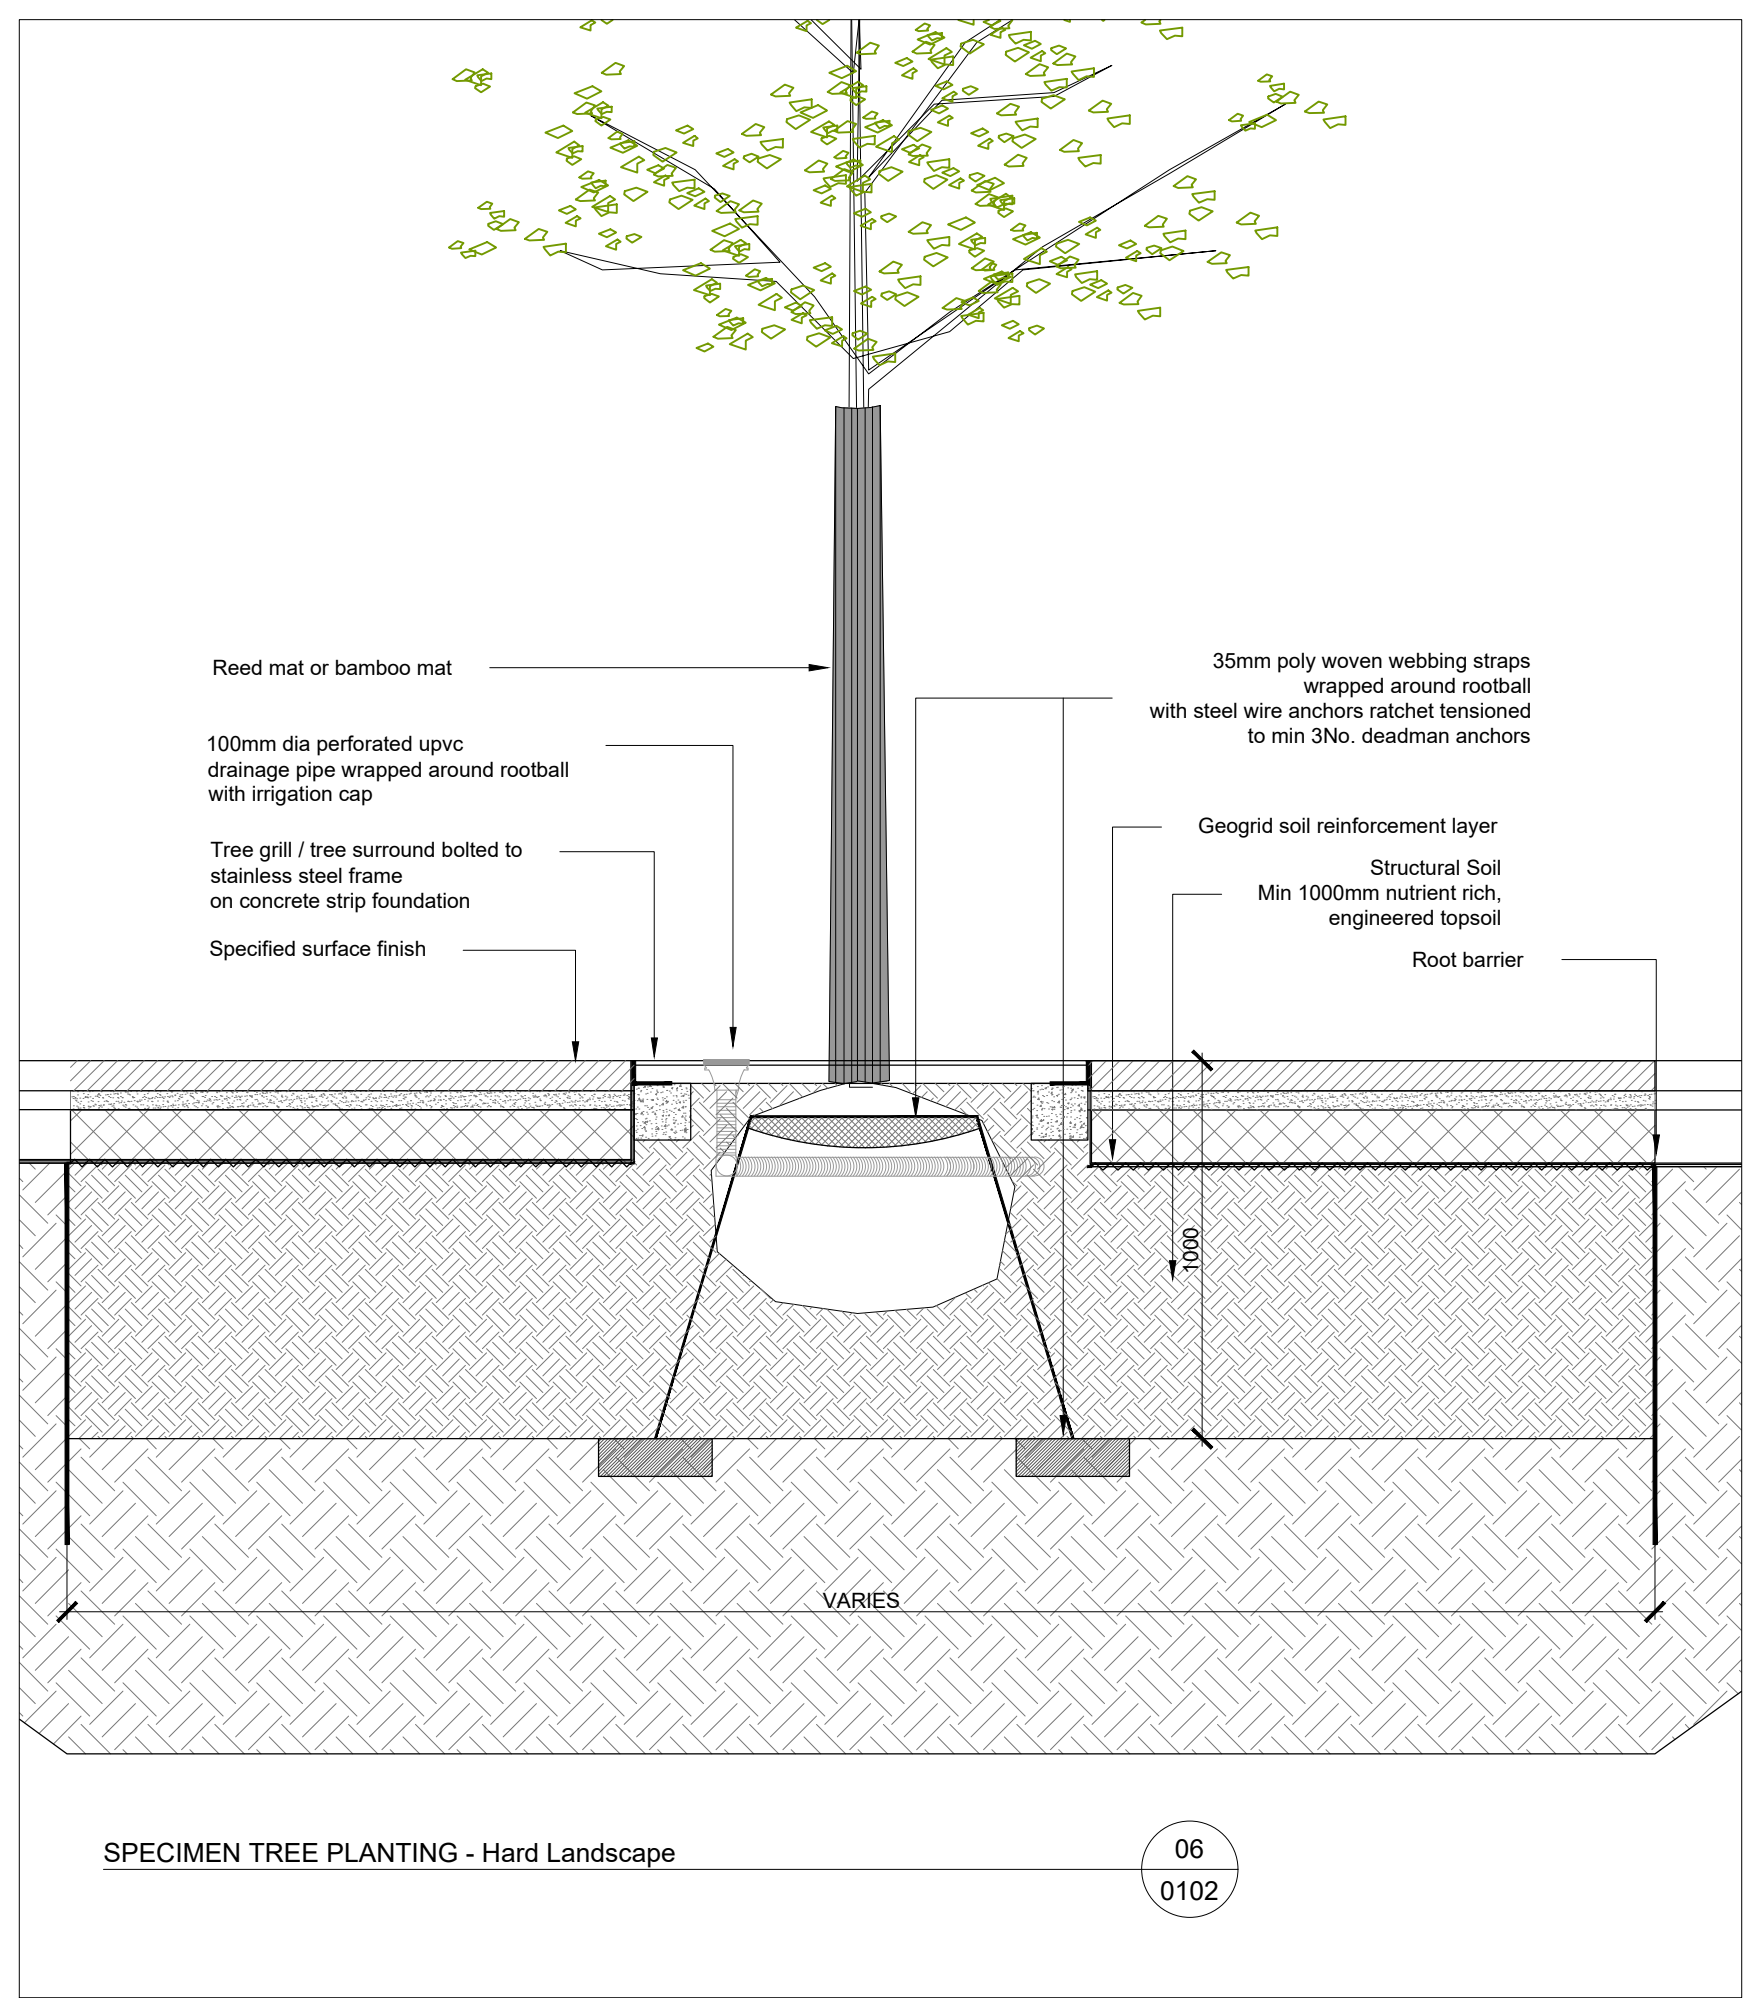 Reed mat or bamboo mat
100mm dia perforated upvc
drainage pipe wrapped around rootball
with irrigation cap
Tree grill / tree surround bolted to
stainless steel frame
on concrete strip foundation
Specified surface finish
35mm poly woven webbing straps
wrapped around rootball
with steel wire anchors ratchet tensioned
to min 3No. deadman anchors
Geogrid soil reinforcement layer
Structural Soil
Min 1000mm nutrient rich,
engineered topsoil
Root barrier
1000
VARIES
SPECIMEN TREE PLANTING - Hard Landscape
06
0102